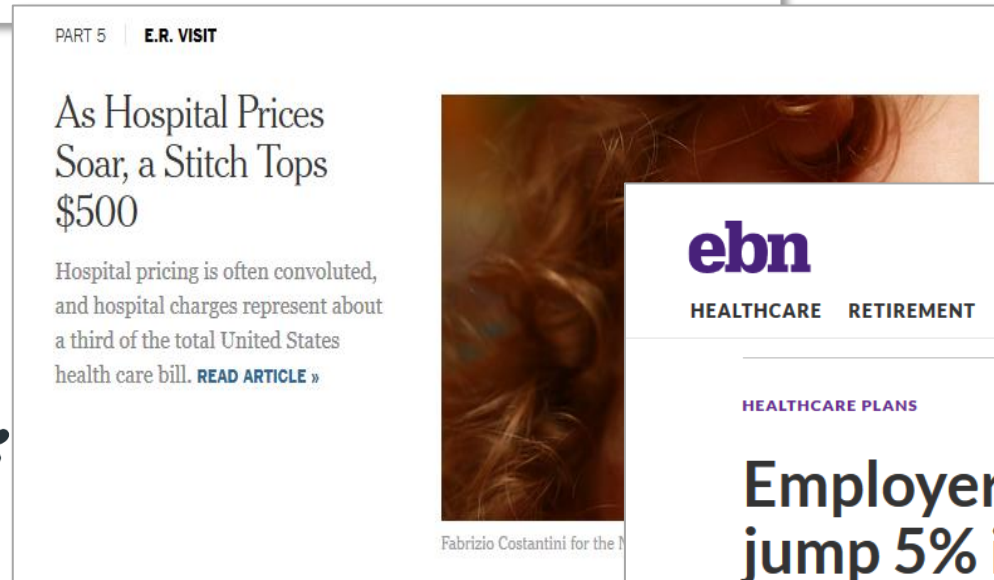 PART 5 E.R. VISIT
As Hospital Prices
Soar, a Stitch Tops
$500
Hospital pricing is often convoluted,
and hospital charges represent about
a third of the total United States
health care bill. READ ARTICLE »
Fabrizio Costantini for the
ebn
HEALTHCARE RETIREMENT
HEALTHCARE PLANS
Employer
jump 5%